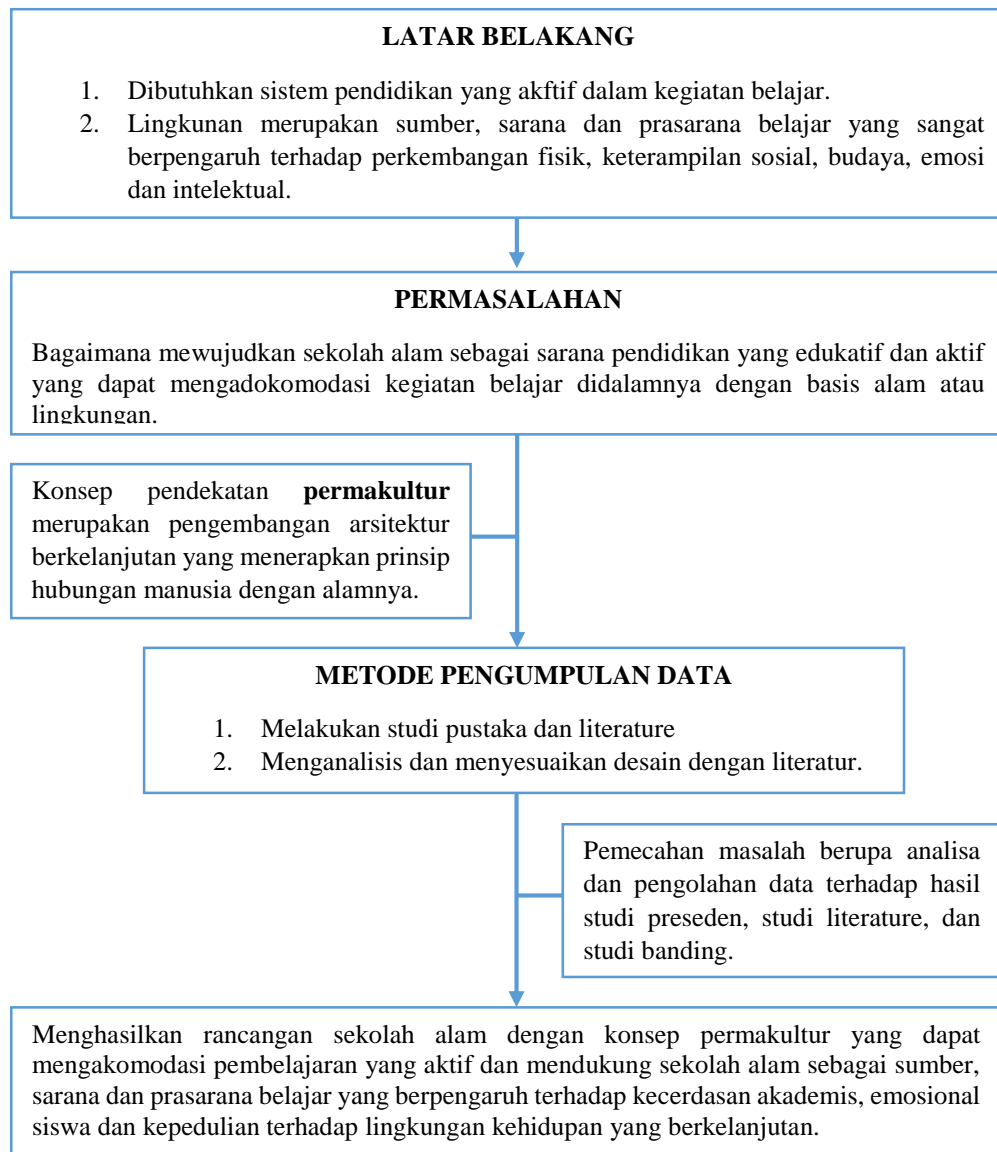 LATAR BELAKANG
1. Dibutuhkan sistem pendidikan yang akftif dalam kegiatan belajar.
2. Lingkunan merupakan sumber, sarana dan prasarana belajar yang sangat
berpengaruh terhadap perkembangan fisik, keterampilan sosial, budaya, emosi
dan intelektual.
PERMASALAHAN
Bagaimana mewujudkan sekolah alam sebagai sarana pendidikan yang edukatif dan aktif
yang dapat mengadokomodasi kegiatan belajar didalamnya dengan basis alam atau
lingkungan.
Konsep pendekatan permakultur
merupakan pengembangan arsitektur
berkelanjutan yang menerapkan prinsip
hubungan manusia dengan alamnya.
METODE PENGUMPULAN DATA
1. Melakukan studi pustaka dan literature
2. Menganalisis dan menyesuaikan desain dengan literatur.
Pemecahan masalah berupa analisa
dan pengolahan data terhadap hasil
studi preseden, studi literature, dan
studi banding.
Menghasilkan rancangan sekolah alam dengan konsep permakultur yang dapat
mengakomodasi pembelajaran yang aktif dan mendukung sekolah alam sebagai sumber,
sarana dan prasarana belajar yang berpengaruh terhadap kecerdasan akademis, emosional
siswa dan kepedulian terhadap lingkungan kehidupan yang berkelanjutan.